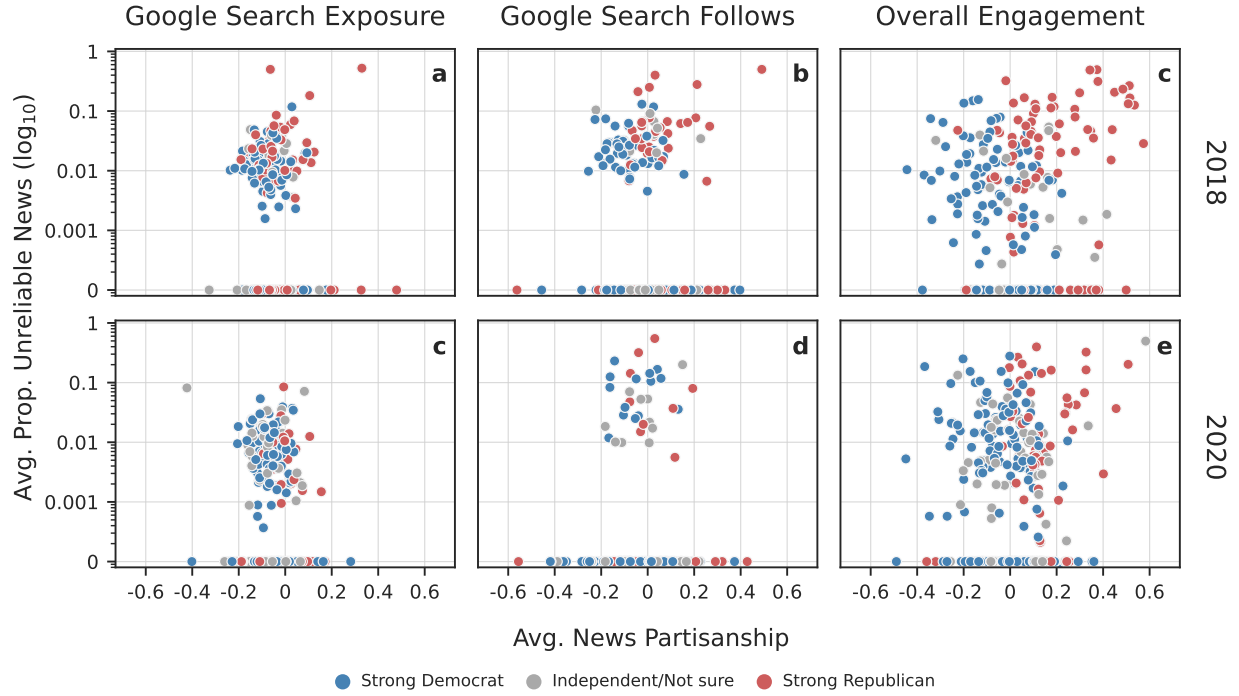 Google Search Exposure Google Search Follows Overall Engagement
a b c
1
0.1
0.01
0.001
0
2018
c d e
1
0.1
0.01
0.001
0
2020
Avg. Prop. Unreliable News (log₁₀)
-0.6 -0.4 -0.2 0 0.2 0.4 0.6 -0.6 -0.4 -0.2 0 0.2 0.4 0.6 -0.6 -0.4 -0.2 0 0.2 0.4 0.6
Avg. News Partisanship
Strong Democrat Independent/Not sure Strong Republican